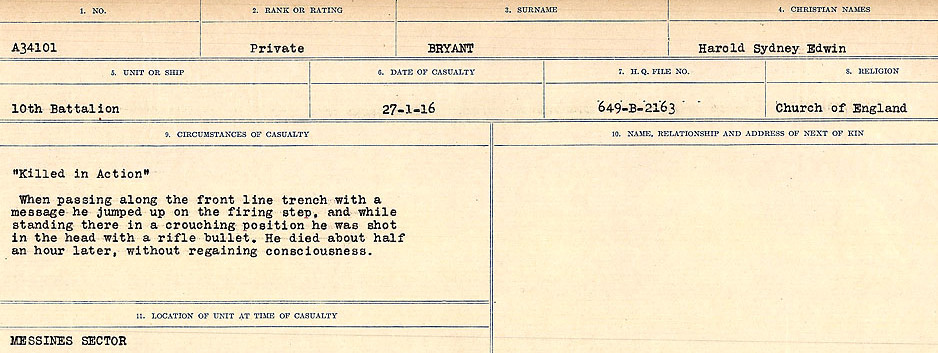 1. NO. 2. RANK OR RATING 3. SURNAME 4. CHRISTIAN NAMES
A34101 Private BRYANT Harold Sydney Edwin
5. UNIT OR SHIP 6. DATE OF CASUALTY 7. H. Q. FILE NO. 8. RELIGION
10th Battalion 27-1-16 649-B-2163 Church of England
9. CIRCUMSTANCES OF CASUALTY 10. NAME, RELATIONSHIP AND ADDRESS OF NEXT OF KIN
"Killed in Action"
When passing along the front line trench with a
message he jumped up on the firing step, and while
standing there in a crouching position he was shot
in the head with a rifle bullet. He died about half
an hour later, without regaining consciousness.
11. LOCATION OF UNIT AT TIME OF CASUALTY
MESSINES SECTOR